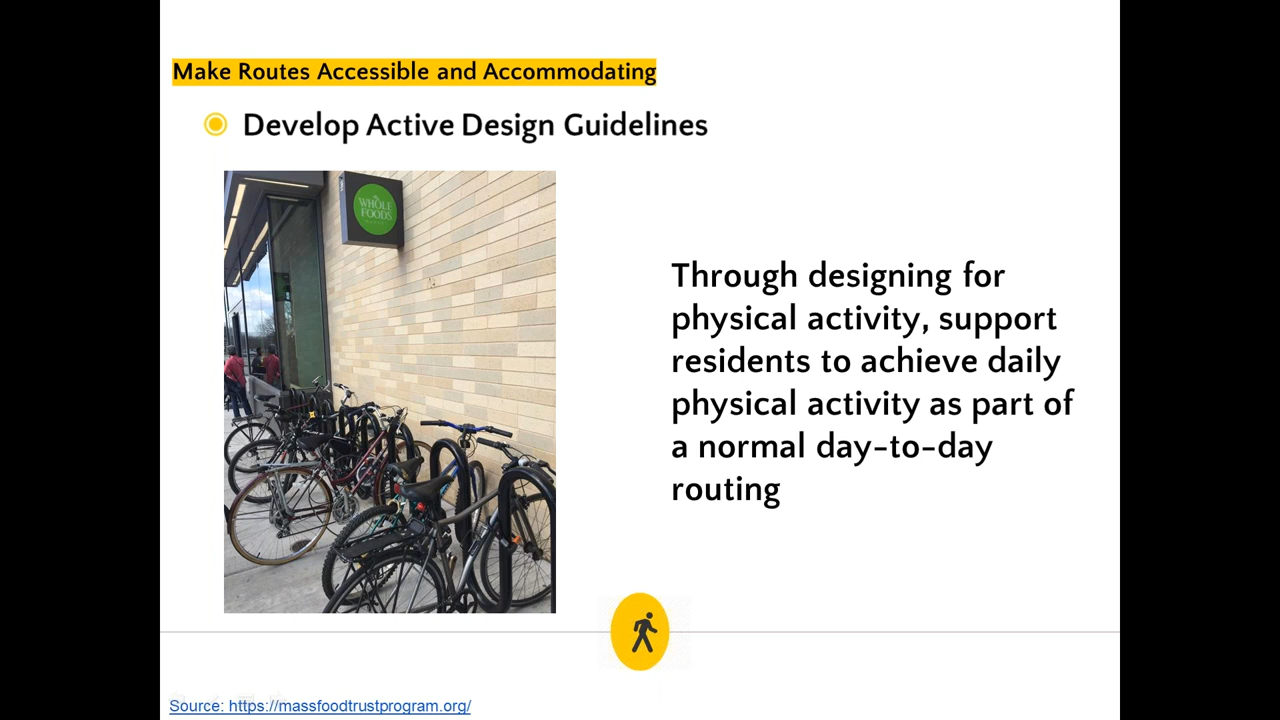 Make Routes Accessible and Accommodating
Develop Active Design Guidelines
WHOLE
FOODS
Through designing for
physical activity, support
residents to achieve daily
physical activity as part of
a normal day-to-day
routing
Source: https://massfoodtrustprogram.org/